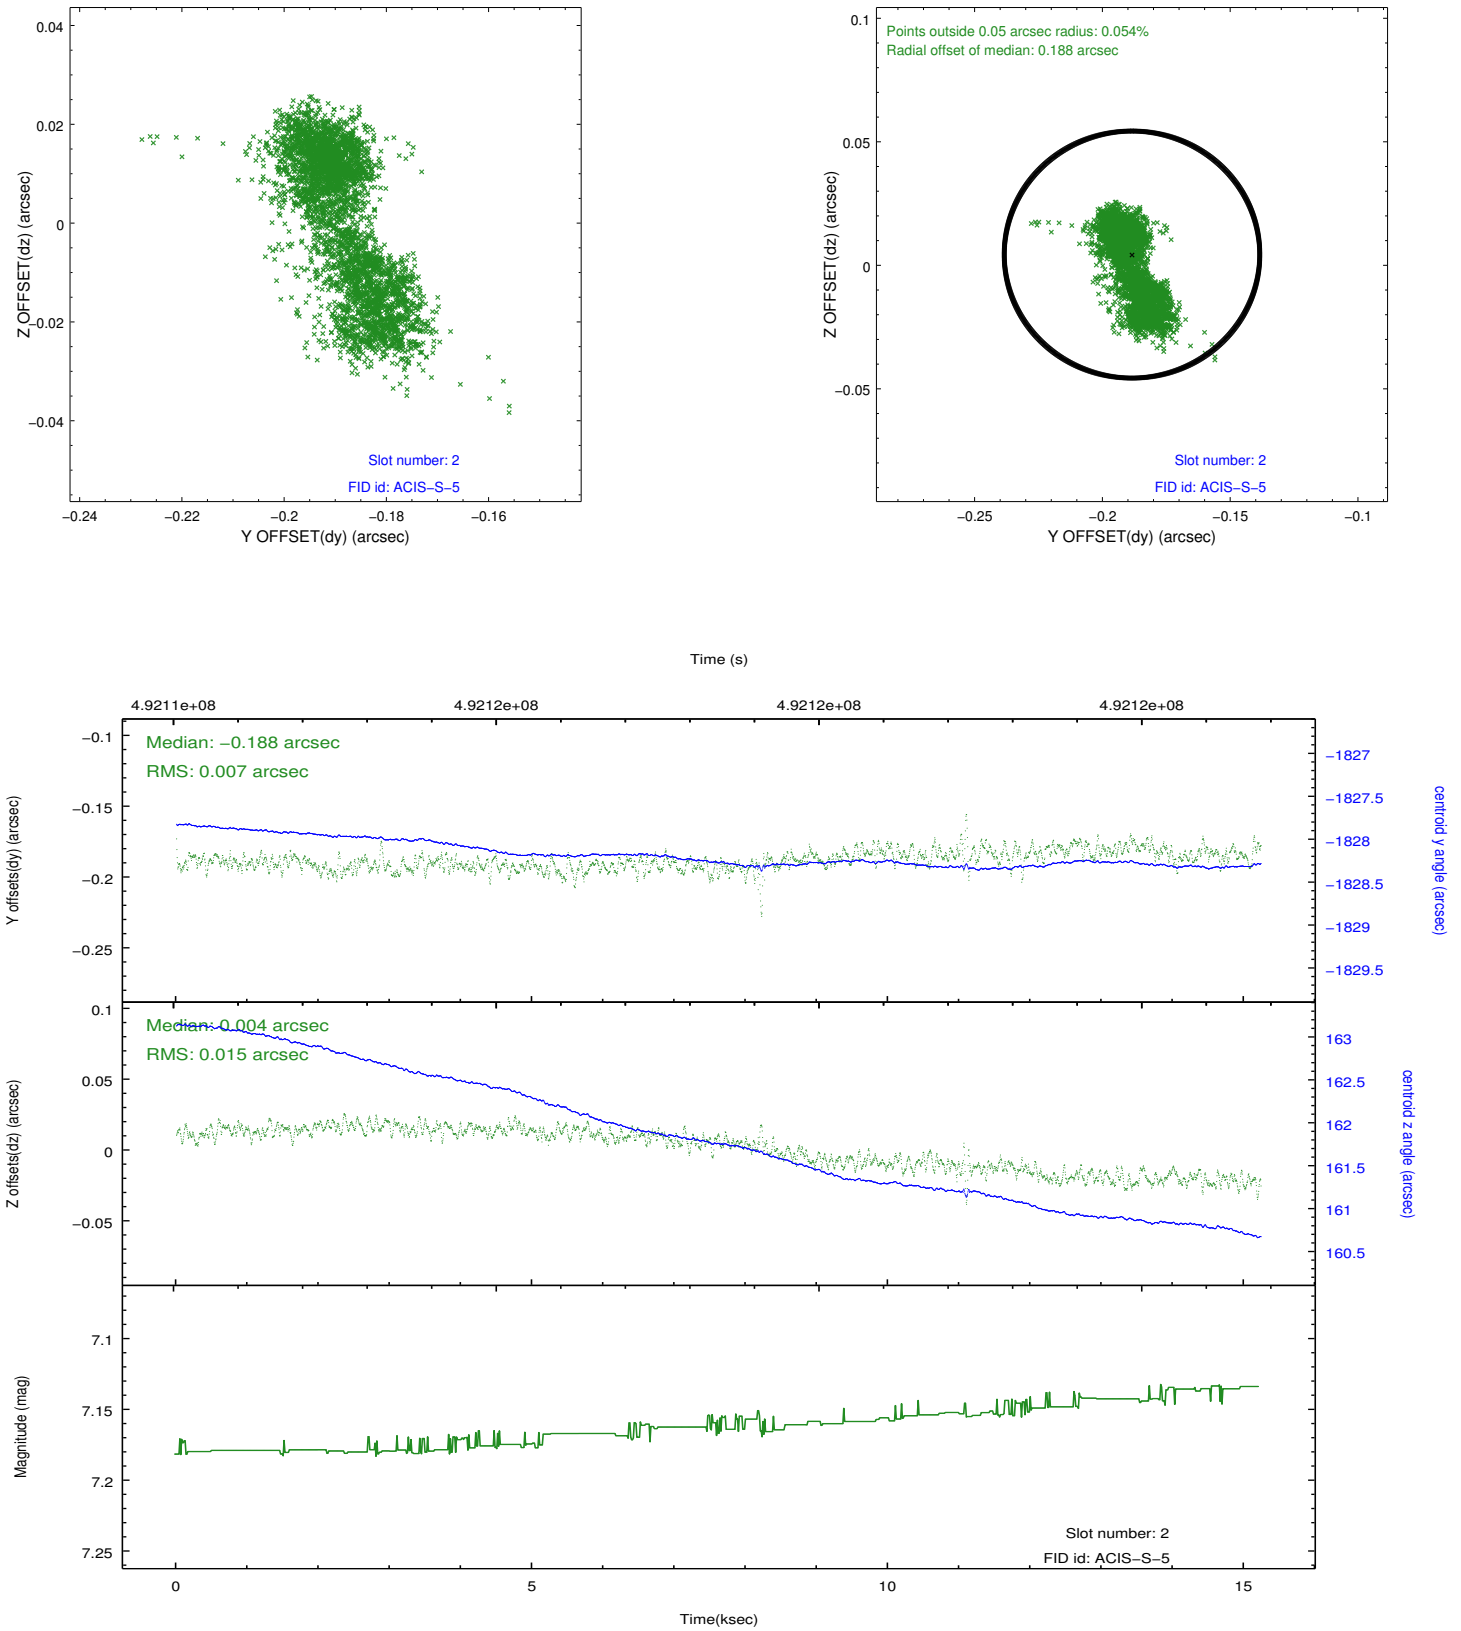 0.04
0.02
0
−0.02
−0.04
Z OFFSET(dz) (arcsec)
Slot number: 2
FID id: ACIS−S−5
−0.24
−0.22
−0.2
−0.18
−0.16
Y OFFSET(dy) (arcsec)
Points outside 0.05 arcsec radius: 0.054%
Radial offset of median: 0.188 arcsec
0.1
0.05
0
−0.05
Z OFFSET(dz) (arcsec)
Slot number: 2
FID id: ACIS−S−5
−0.25
−0.2
−0.15
−0.1
Y OFFSET(dy) (arcsec)
Time (s)
4.9211e+08
4.9212e+08
4.9212e+08
4.9212e+08
Median: −0.188 arcsec
RMS: 0.007 arcsec
−0.1
−0.15
−0.2
−0.25
Y offsets(dy) (arcsec)
−1827
−1827.5
−1828
−1828.5
−1829
−1829.5
centroid y angle (arcsec)
Median: 0.004 arcsec
RMS: 0.015 arcsec
0.1
0.05
0
−0.05
Z offsets(dz) (arcsec)
163
162.5
162
161.5
161
160.5
centroid z angle (arcsec)
7.1
7.15
7.2
7.25
Magnitude (mag)
Slot number: 2
FID id: ACIS−S−5
0
5
10
15
Time(ksec)